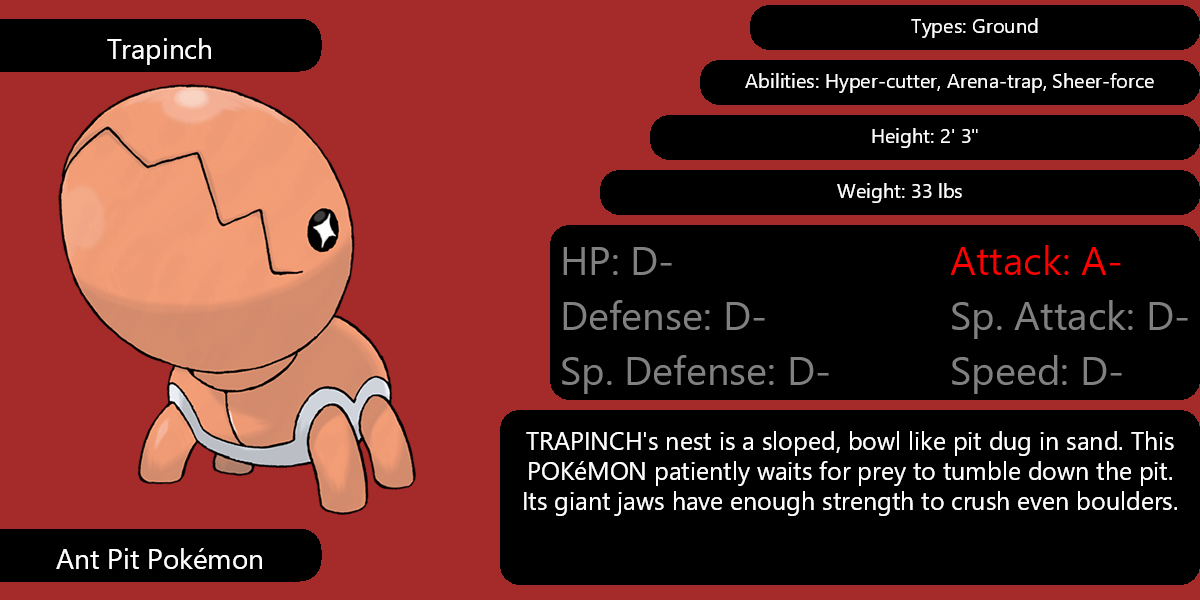 Trapinch
Types: Ground
Abilities: Hyper-cutter, Arena-trap, Sheer-force
Height: 2' 3"
Weight: 33 lbs
HP: D-
Attack: A-
Defense: D-
Sp. Attack: D-
Sp. Defense: D-
Speed: D-
TRAPINCH's nest is a sloped, bowl like pit dug in sand. This
POKéMON patiently waits for prey to tumble down the pit.
Its giant jaws have enough strength to crush even boulders.
Ant Pit Pokémon